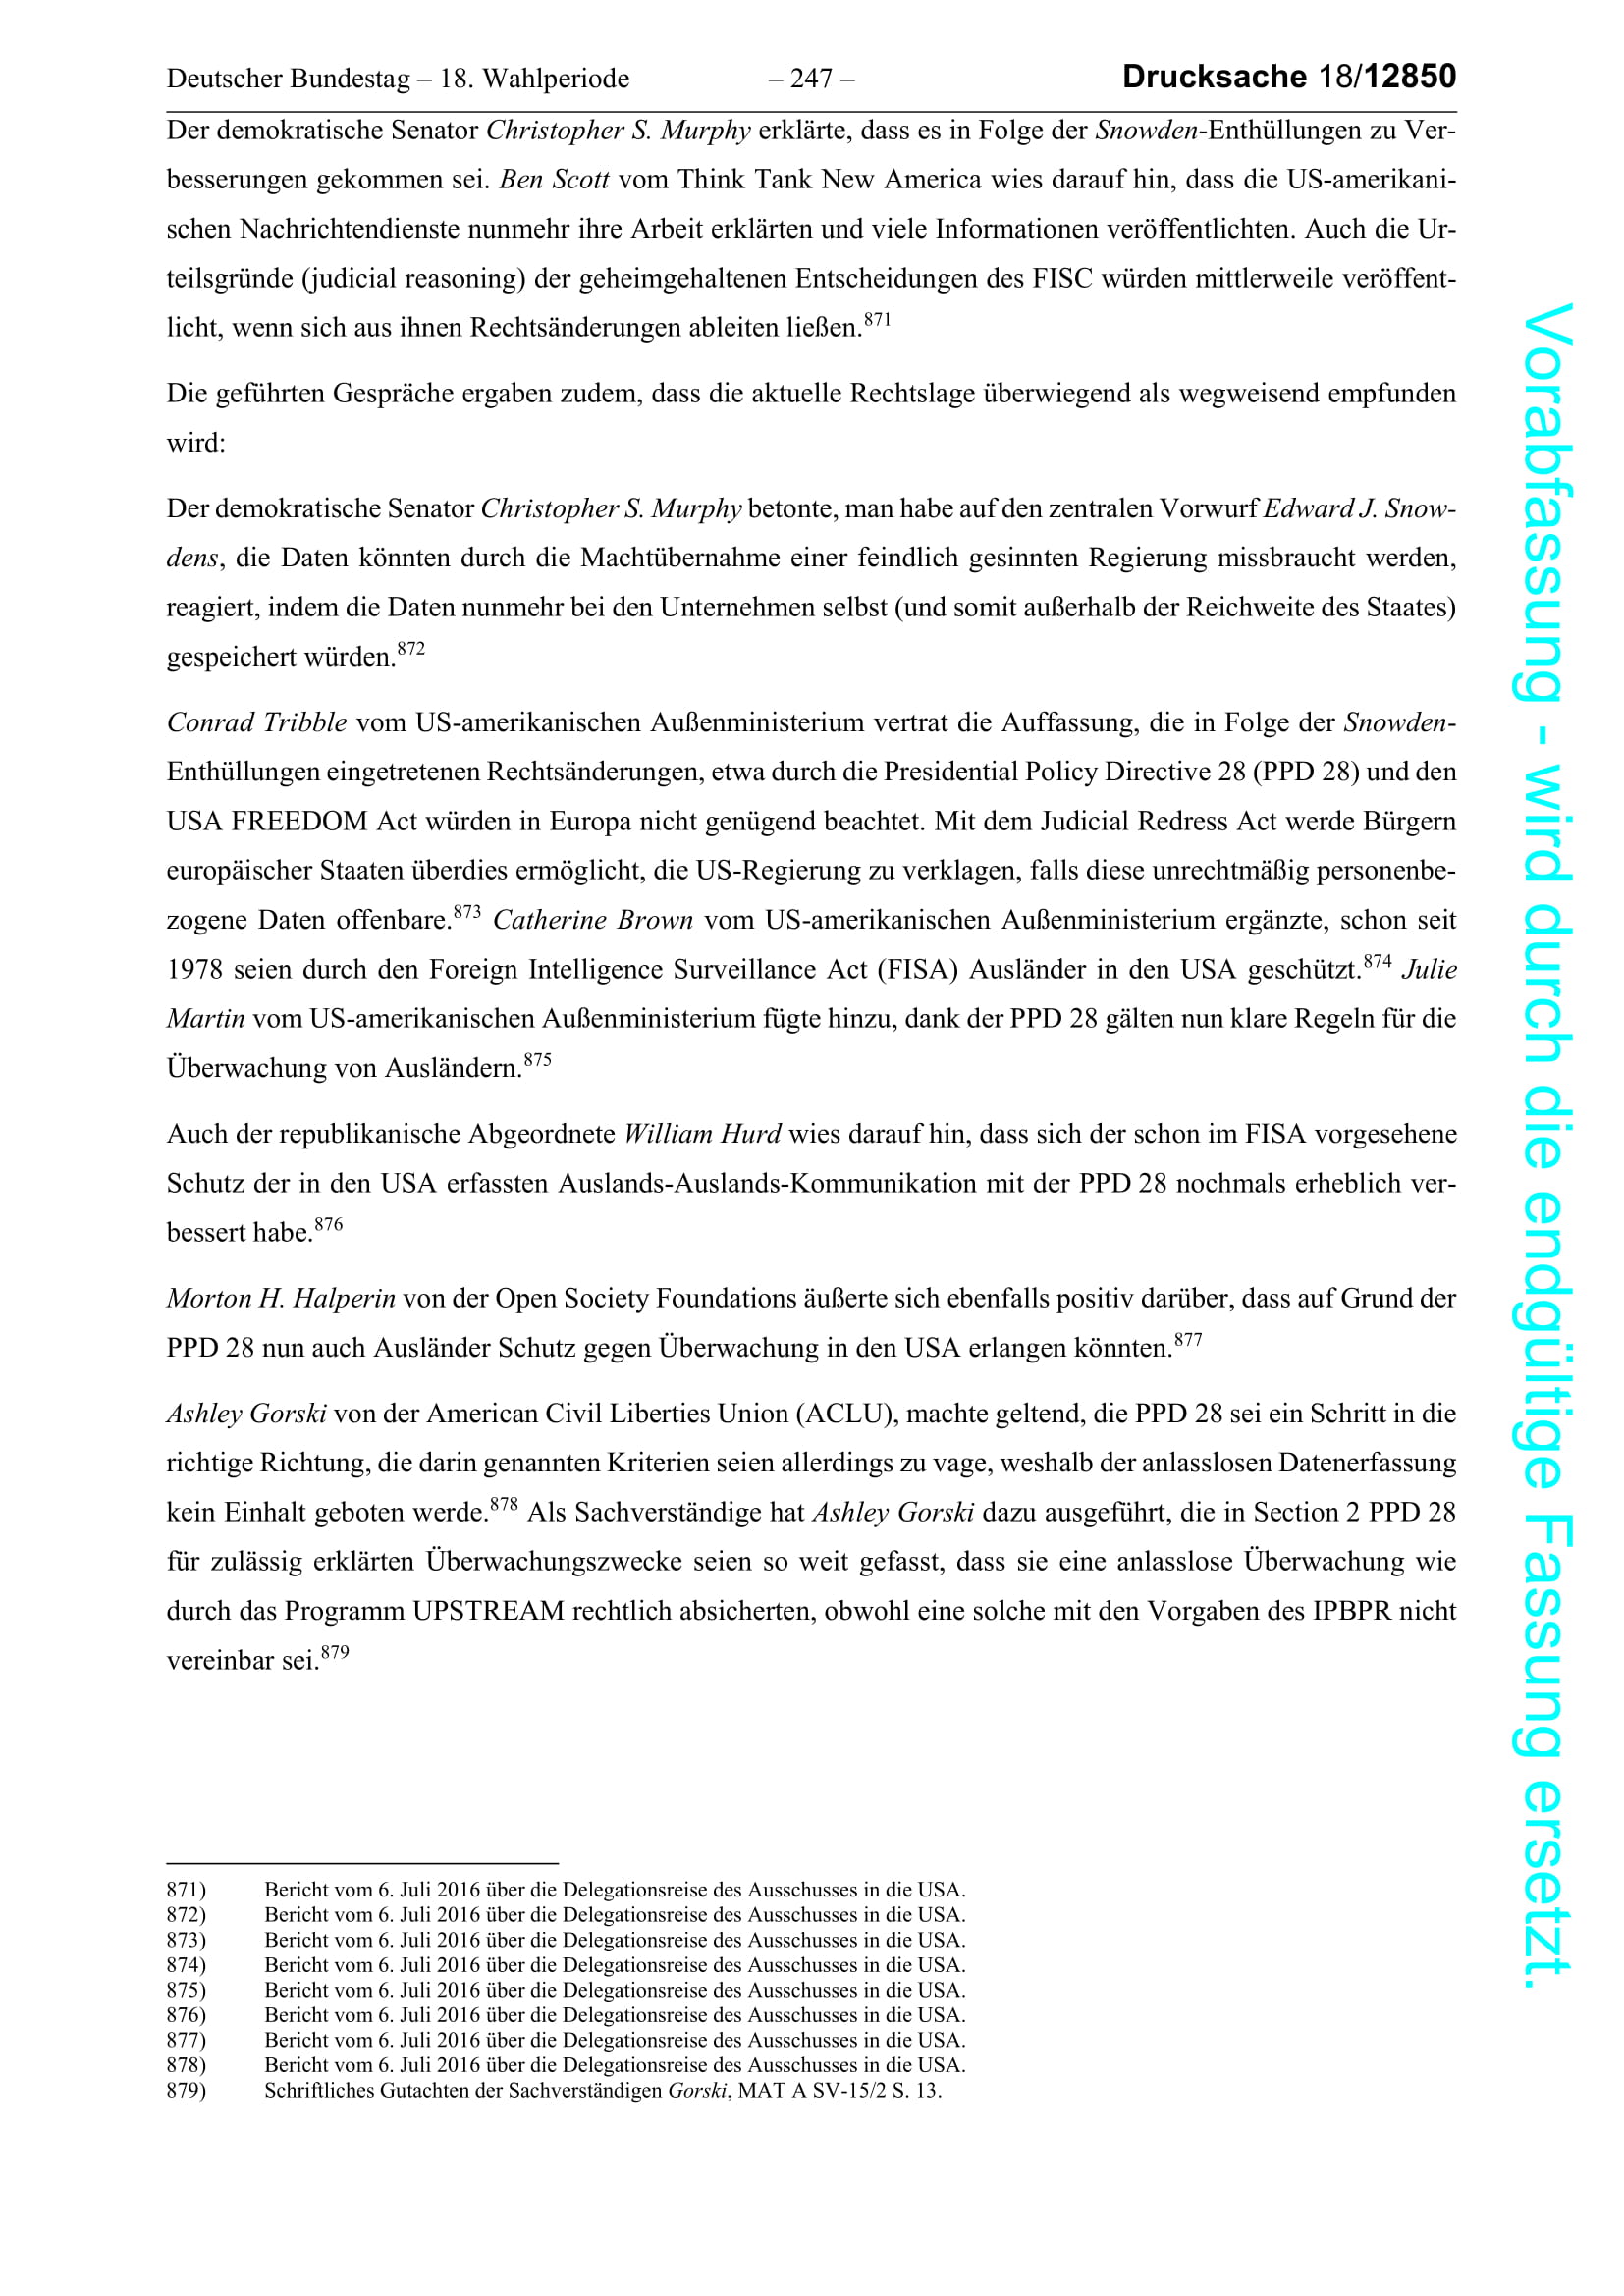 Deutscher Bundestag – 18. Wahlperiode – 247 – Drucksache 18/12850
Der demokratische Senator Christopher S. Murphy erklärte, dass es in Folge der Snowden-Enthüllungen zu Ver-
besserungen gekommen sei. Ben Scott vom Think Tank New America wies darauf hin, dass die US-amerikani-
schen Nachrichtendienste nunmehr ihre Arbeit erklärten und viele Informationen veröffentlichten. Auch die Ur-
teilsgründe (judicial reasoning) der geheimgehaltenen Entscheidungen des FISC würden mittlerweile veröffent-
licht, wenn sich aus ihnen Rechtsänderungen ableiten ließen.871
Die geführten Gespräche ergaben zudem, dass die aktuelle Rechtslage überwiegend als wegweisend empfunden
wird:
Der demokratische Senator Christopher S. Murphy betonte, man habe auf den zentralen Vorwurf Edward J. Snow-
dens, die Daten könnten durch die Machtübernahme einer feindlich gesinnten Regierung missbraucht werden,
reagiert, indem die Daten nunmehr bei den Unternehmen selbst (und somit außerhalb der Reichweite des Staates)
gespeichert würden.872
Conrad Tribble vom US-amerikanischen Außenministerium vertrat die Auffassung, die in Folge der Snowden-
Enthüllungen eingetretenen Rechtsänderungen, etwa durch die Presidential Policy Directive 28 (PPD 28) und den
USA FREEDOM Act würden in Europa nicht genügend beachtet. Mit dem Judicial Redress Act werde Bürgern
europäischer Staaten überdies ermöglicht, die US-Regierung zu verklagen, falls diese unrechtmäßig personenbe-
zogene Daten offenbare.873 Catherine Brown vom US-amerikanischen Außenministerium ergänzte, schon seit
1978 seien durch den Foreign Intelligence Surveillance Act (FISA) Ausländer in den USA geschützt.874 Julie
Martin vom US-amerikanischen Außenministerium fügte hinzu, dank der PPD 28 gälten nun klare Regeln für die
Überwachung von Ausländern.875
Auch der republikanische Abgeordnete William Hurd wies darauf hin, dass sich der schon im FISA vorgesehene
Schutz der in den USA erfassten Auslands-Auslands-Kommunikation mit der PPD 28 nochmals erheblich ver-
bessert habe.876
Morton H. Halperin von der Open Society Foundations äußerte sich ebenfalls positiv darüber, dass auf Grund der
PPD 28 nun auch Ausländer Schutz gegen Überwachung in den USA erlangen könnten.877
Ashley Gorski von der American Civil Liberties Union (ACLU), machte geltend, die PPD 28 sei ein Schritt in die
richtige Richtung, die darin genannten Kriterien seien allerdings zu vage, weshalb der anlasslosen Datenerfassung
kein Einhalt geboten werde.878 Als Sachverständige hat Ashley Gorski dazu ausgeführt, die in Section 2 PPD 28
für zulässig erklärten Überwachungszwecke seien so weit gefasst, dass sie eine anlasslose Überwachung wie
durch das Programm UPSTREAM rechtlich absicherten, obwohl eine solche mit den Vorgaben des IPBPR nicht
vereinbar sei.879
871) Bericht vom 6. Juli 2016 über die Delegationsreise des Ausschusses in die USA.
872) Bericht vom 6. Juli 2016 über die Delegationsreise des Ausschusses in die USA.
873) Bericht vom 6. Juli 2016 über die Delegationsreise des Ausschusses in die USA.
874) Bericht vom 6. Juli 2016 über die Delegationsreise des Ausschusses in die USA.
875) Bericht vom 6. Juli 2016 über die Delegationsreise des Ausschusses in die USA.
876) Bericht vom 6. Juli 2016 über die Delegationsreise des Ausschusses in die USA.
877) Bericht vom 6. Juli 2016 über die Delegationsreise des Ausschusses in die USA.
878) Bericht vom 6. Juli 2016 über die Delegationsreise des Ausschusses in die USA.
879) Schriftliches Gutachten der Sachverständigen Gorski, MAT A SV-15/2 S. 13.
Vorabfassung - wird durch die endgültige Fassung ersetzt.